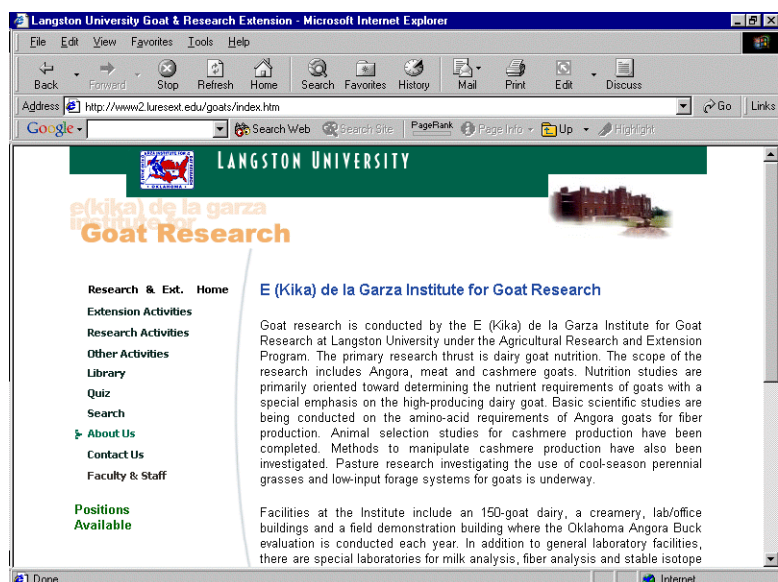 Langston University Goat & Research Extension - Microsoft Internet Explorer
File Edit View Favorites Tools Help
Back Forward Stop Refresh Home Search Favorites History Mail Print Edit Discuss
Address http://www2.luresext.edu/goats/index.htm Go Links
Google Search Web Search Site PageRank Page Info Up Highlight
LANGSTON UNIVERSITY
OKLAHOMA
e(kika) de la garza
institute for
Goat Research
Research & Ext. Home
Extension Activities
Research Activities
Other Activities
Library
Quiz
Search
About Us
Contact Us
Faculty & Staff
Positions
Available
E (Kika) de la Garza Institute for Goat Research
Goat research is conducted by the E (Kika) de la Garza Institute for Goat
Research at Langston University under the Agricultural Research and Extension
Program. The primary research thrust is dairy goat nutrition. The scope of the
research includes Angora, meat and cashmere goats. Nutrition studies are
primarily oriented toward determining the nutrient requirements of goats with a
special emphasis on the high-producing dairy goat. Basic scientific studies are
being conducted on the amino-acid requirements of Angora goats for fiber
production. Animal selection studies for cashmere production have been
completed. Methods to manipulate cashmere production have also been
investigated. Pasture research investigating the use of cool-season perennial
grasses and low-input forage systems for goats is underway.
Facilities at the Institute include an 150-goat dairy, a creamery, lab/office
buildings and a field demonstration building where the Oklahoma Angora Buck
evaluation is conducted each year. In addition to general laboratory facilities,
there are special laboratories for milk analysis, fiber analysis and stable isotope
Done Internet